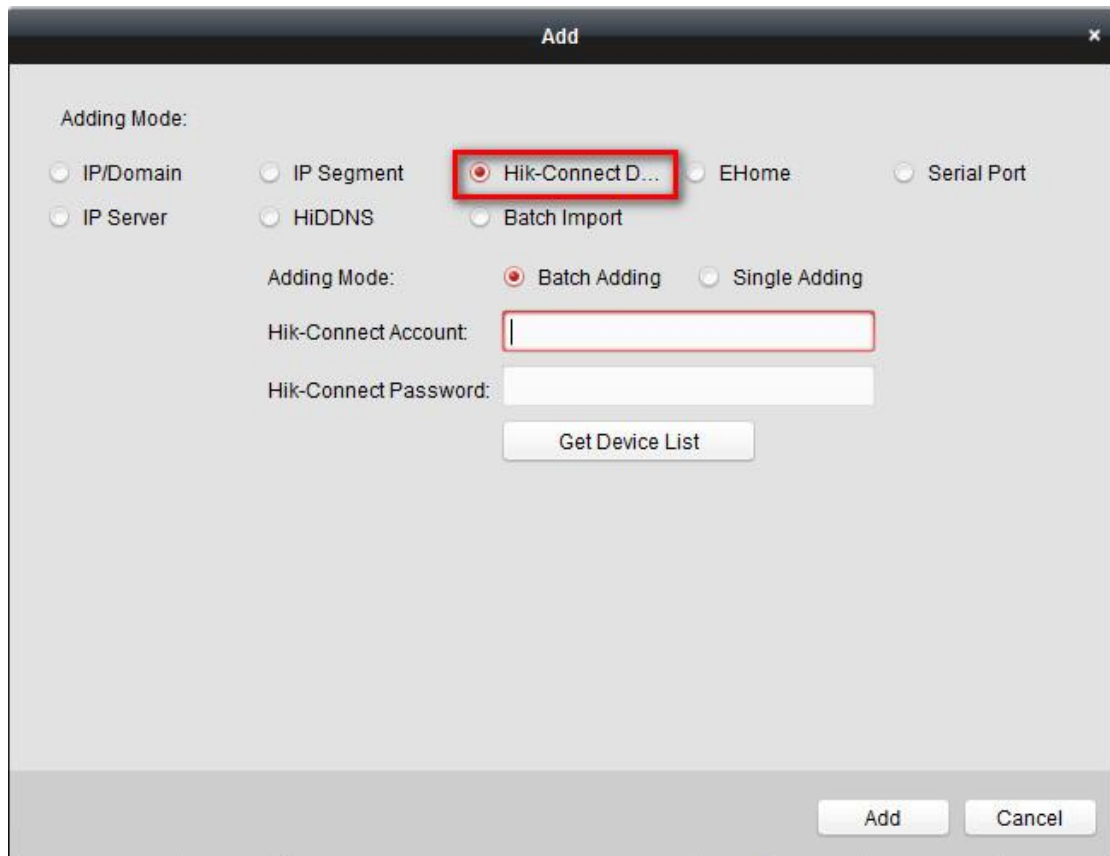 Add
Adding Mode:
IP/Domain IP Segment Hik-Connect D... EHome Serial Port
IP Server HiDDNS Batch Import
Adding Mode: Batch Adding Single Adding
Hik-Connect Account:
Hik-Connect Password:
Get Device List
Add Cancel